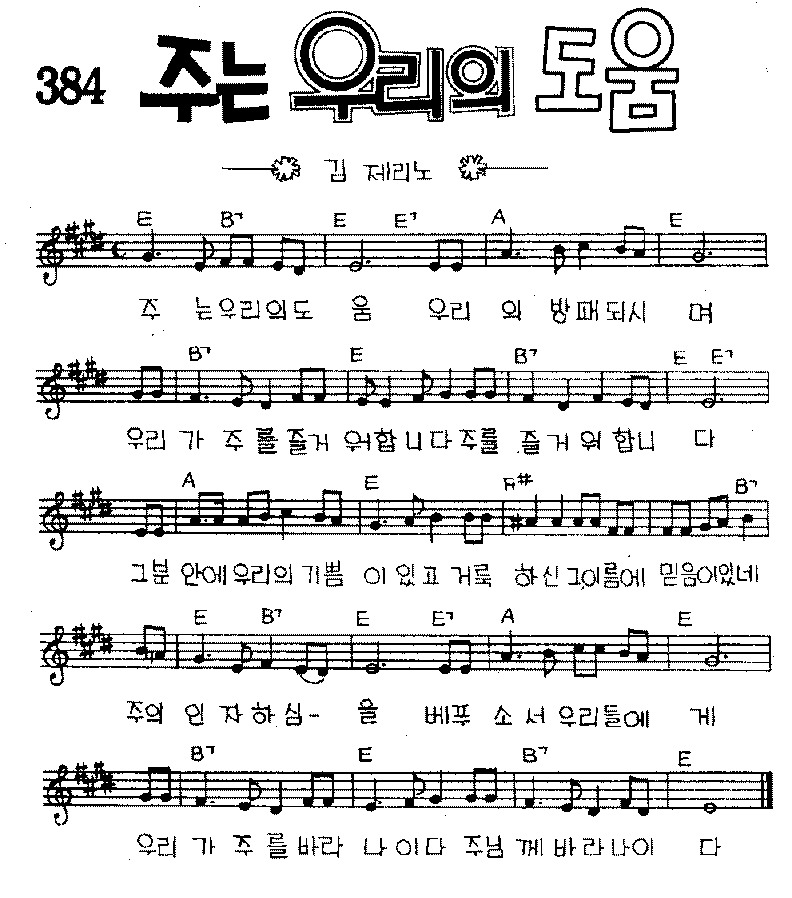 384 주는 우리의 도움
김 제리노
E B7 E E7 A E
주 는우리의도 움 우리 의 방패되시 며
B7 E B7 E E7
우리 가 주 를 즐거 워합니다 주를 즐거 워 합니 다
A E F# B7
그분 안에 우리의 기쁨 이 있고 거룩 하신 그이름에 믿음이있네
E B7 E E7 A E
주의 인 자하심- 을 베푸 소 서 우리들에 게
B7 E B7 E
우리 가 주 를 바라 나 이다 주님 께 바 라나이 다